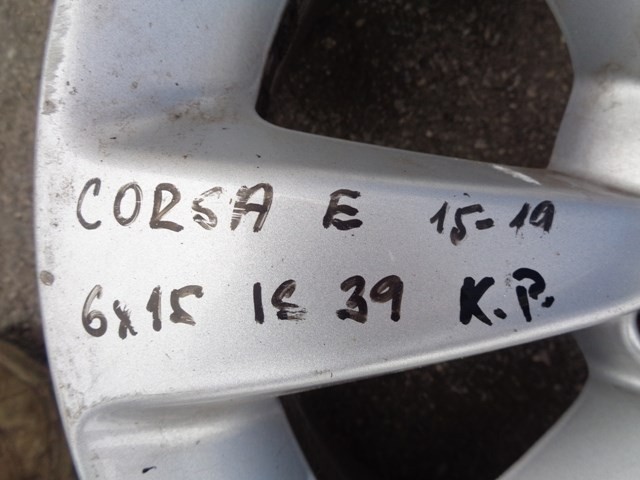 CORSA E 15-19
6x15 IS 39 K.P.